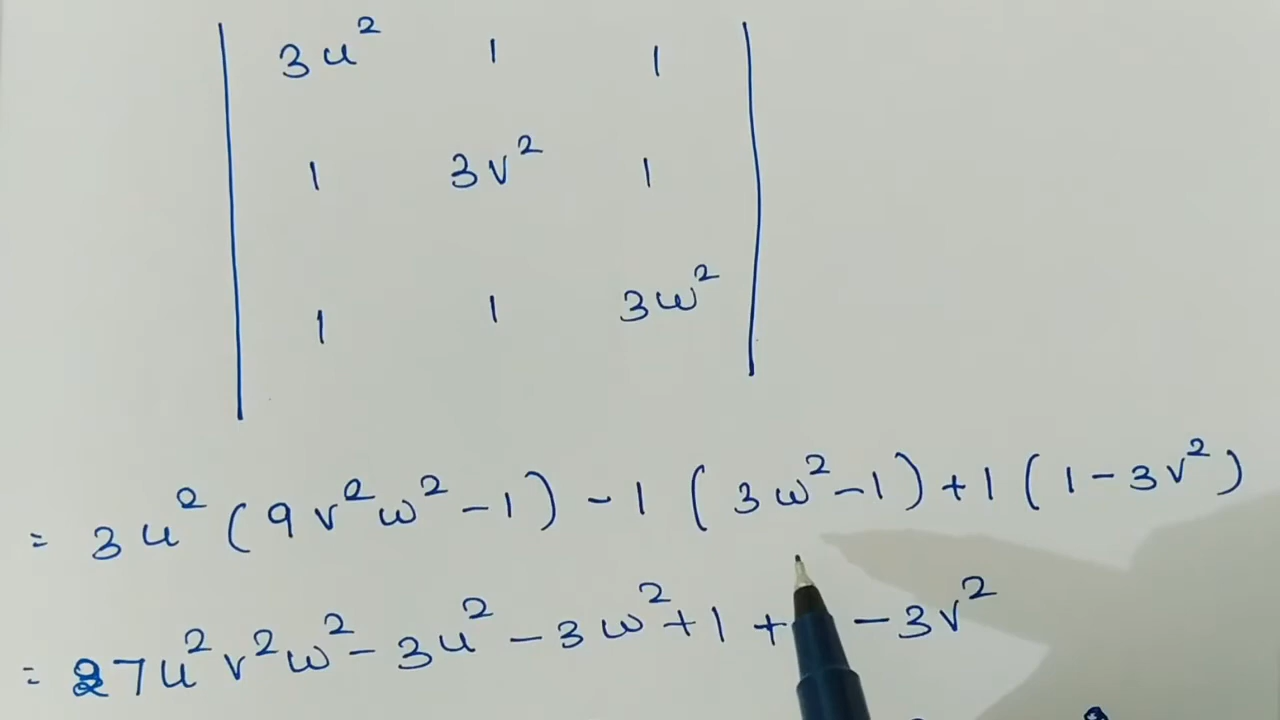 | 3u² 1 1 |
| 1 3v² 1 |
| 1 1 3w² |
= 3u² (9v²w² - 1) - 1 (3w² - 1) + 1 (1 - 3v²)
= 27u²v²w² - 3u² - 3w² + 1 + - 3v²